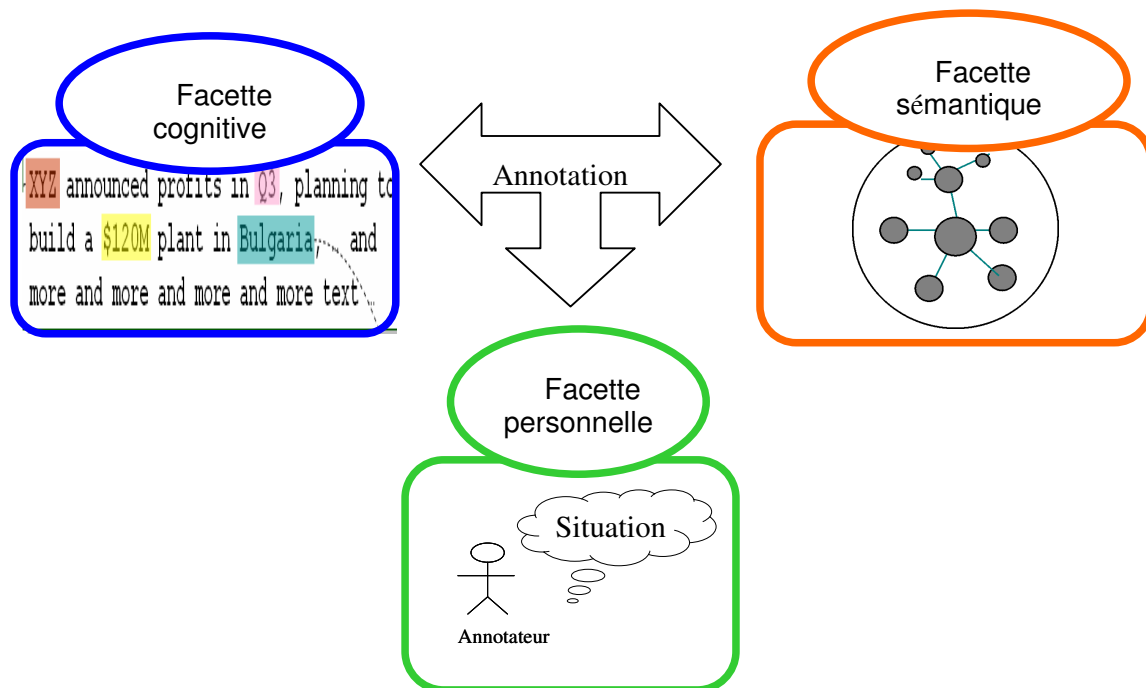 Facette
cognitive
XYZ announced profits in Q3, planning to
build a $120M plant in Bulgaria, .. and
more and more and more and more text ..
Annotation
Facette
sémantique
Facette
personnelle
Situation
Annotateur